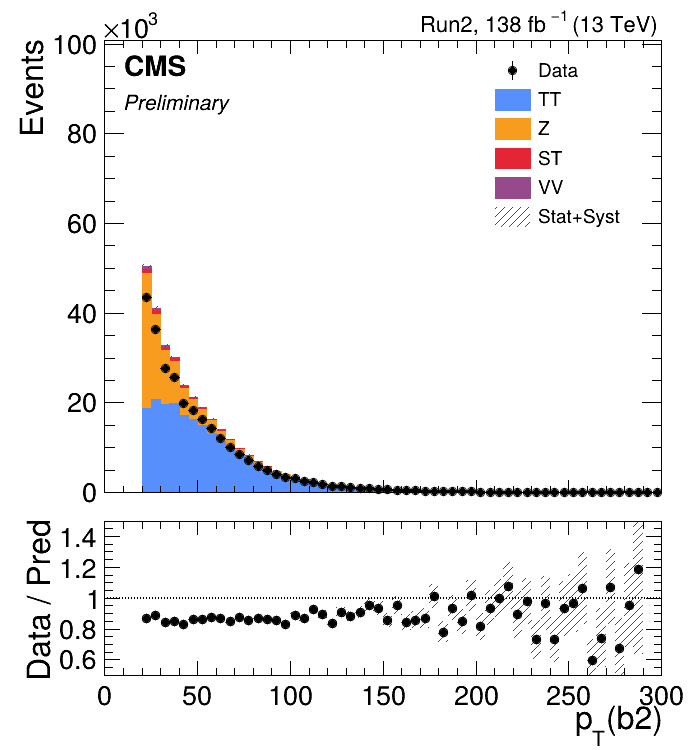 ×10³
Run2, 138 fb⁻¹ (13 TeV)
100
80
60
40
20
0
Events
CMS
Preliminary
Data
TT
Z
ST
VV
Stat+Syst
1.4
1.2
1
0.8
0.6
Data / Pred
0 50 100 150 200 250 300
p_T(b2)